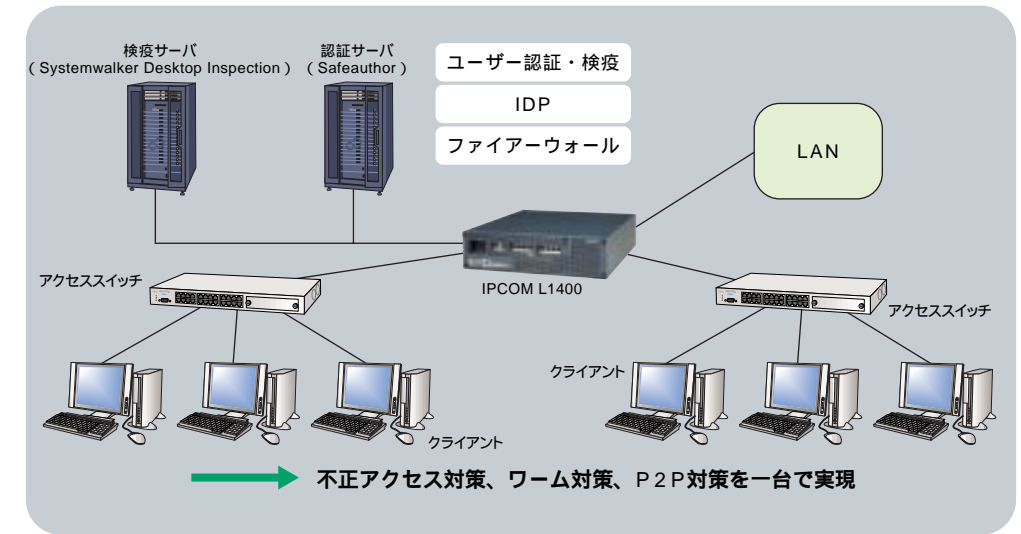 検疫サーバ
（Systemwalker Desktop Inspection）
認証サーバ
（Safeauthor）
ユーザー認証・検疫
IDP
ファイアーウォール
LAN
IPCOM L1400
アクセススイッチ
アクセススイッチ
クライアント
クライアント
不正アクセス対策、ワーム対策、P2P対策を一台で実現